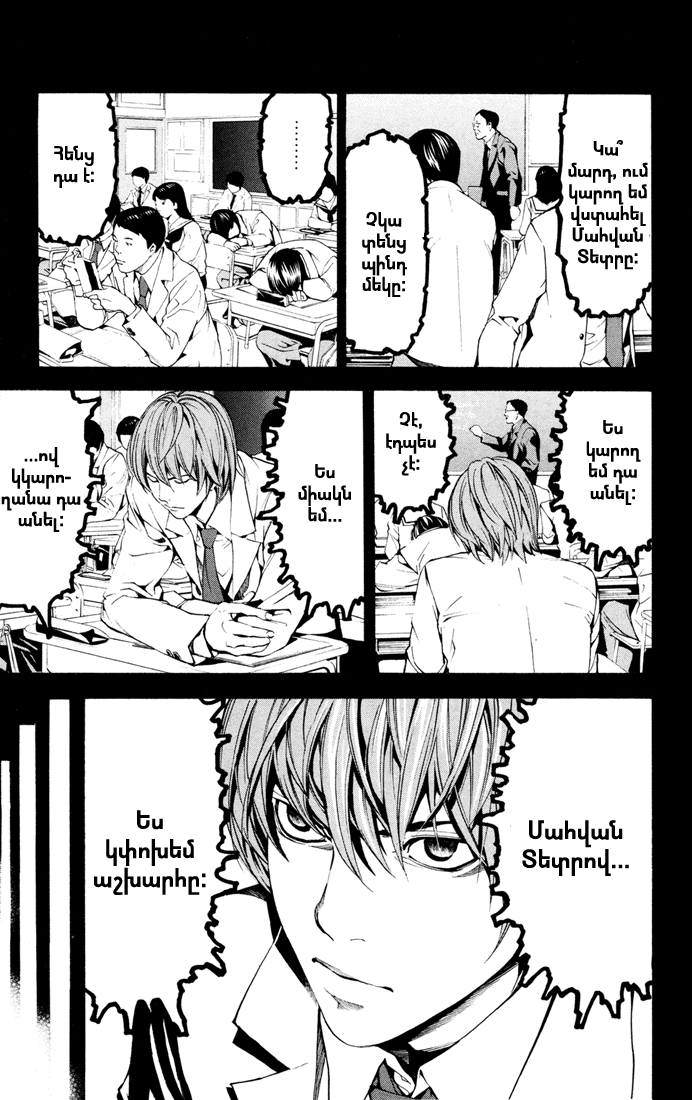 Կա՞
մարդ, ում
կարող եմ
վստահել
Մահվան
Տետրը:
Չկա
տենց
պինդ
մեկը:
.......
Հենց
դա է:
Ես
կարող
եմ դա
անել:
Չէ,
էդպես
չէ:
Ես
միակն
եմ...
...ով
կկարո-
ղանա դա
անել:
Մահվան
Տետրով...
Ես
կփոխեմ
աշխարհը: